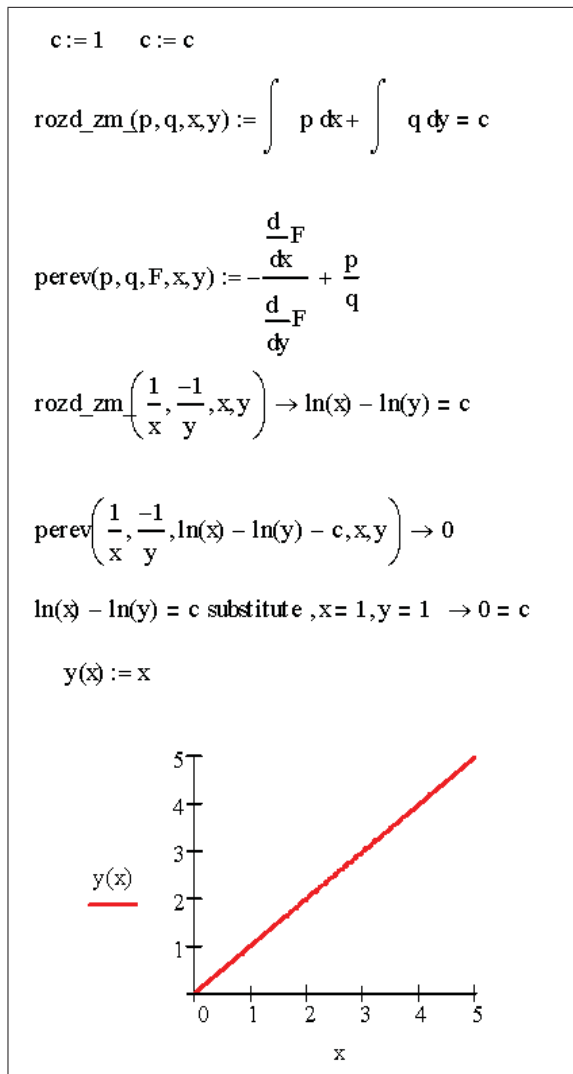 c := 1 c := c
rozd_zm_(p, q, x, y) := ∫ p dx + ∫ q dy = c
perev(p, q, F, x, y) := -(d/dx F)/(d/dy F) + p/q
rozd_zm_(1/x, -1/y, x, y) → ln(x) − ln(y) = c
perev(1/x, -1/y, ln(x) − ln(y) − c, x, y) → 0
ln(x) − ln(y) = c substitute , x = 1, y = 1 → 0 = c
y(x) := x
5
4
3
y(x)
2
1
0 1 2 3 4 5
x